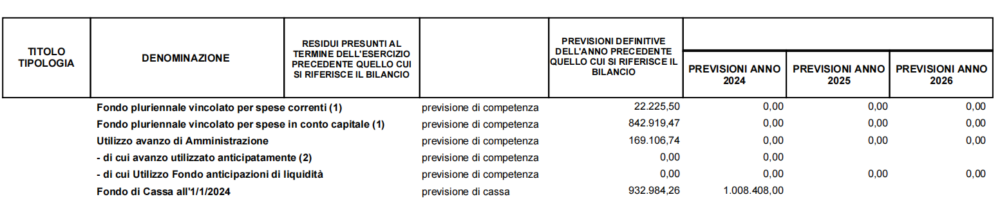 TITOLO
TIPOLOGIA
DENOMINAZIONE
RESIDUI PRESUNTI AL
TERMINE DELL'ESERCIZIO
PRECEDENTE QUELLO CUI
SI RIFERISCE IL BILANCIO
PREVISIONI DEFINITIVE
DELL'ANNO PRECEDENTE
QUELLO CUI SI RIFERISCE IL
BILANCIO
PREVISIONI ANNO
2024
PREVISIONI ANNO
2025
PREVISIONI ANNO
2026
Fondo pluriennale vincolato per spese correnti (1) previsione di competenza 22.225,50 0,00 0,00 0,00
Fondo pluriennale vincolato per spese in conto capitale (1) previsione di competenza 842.919,47 0,00 0,00 0,00
Utilizzo avanzo di Amministrazione previsione di competenza 169.106,74 0,00 0,00 0,00
- di cui avanzo utilizzato anticipatamente (2) previsione di competenza 0,00 0,00
- di cui Utilizzo Fondo anticipazioni di liquidità previsione di competenza 0,00 0,00 0,00 0,00
Fondo di Cassa all'1/1/2024 previsione di cassa 932.984,26 1.008.408,00